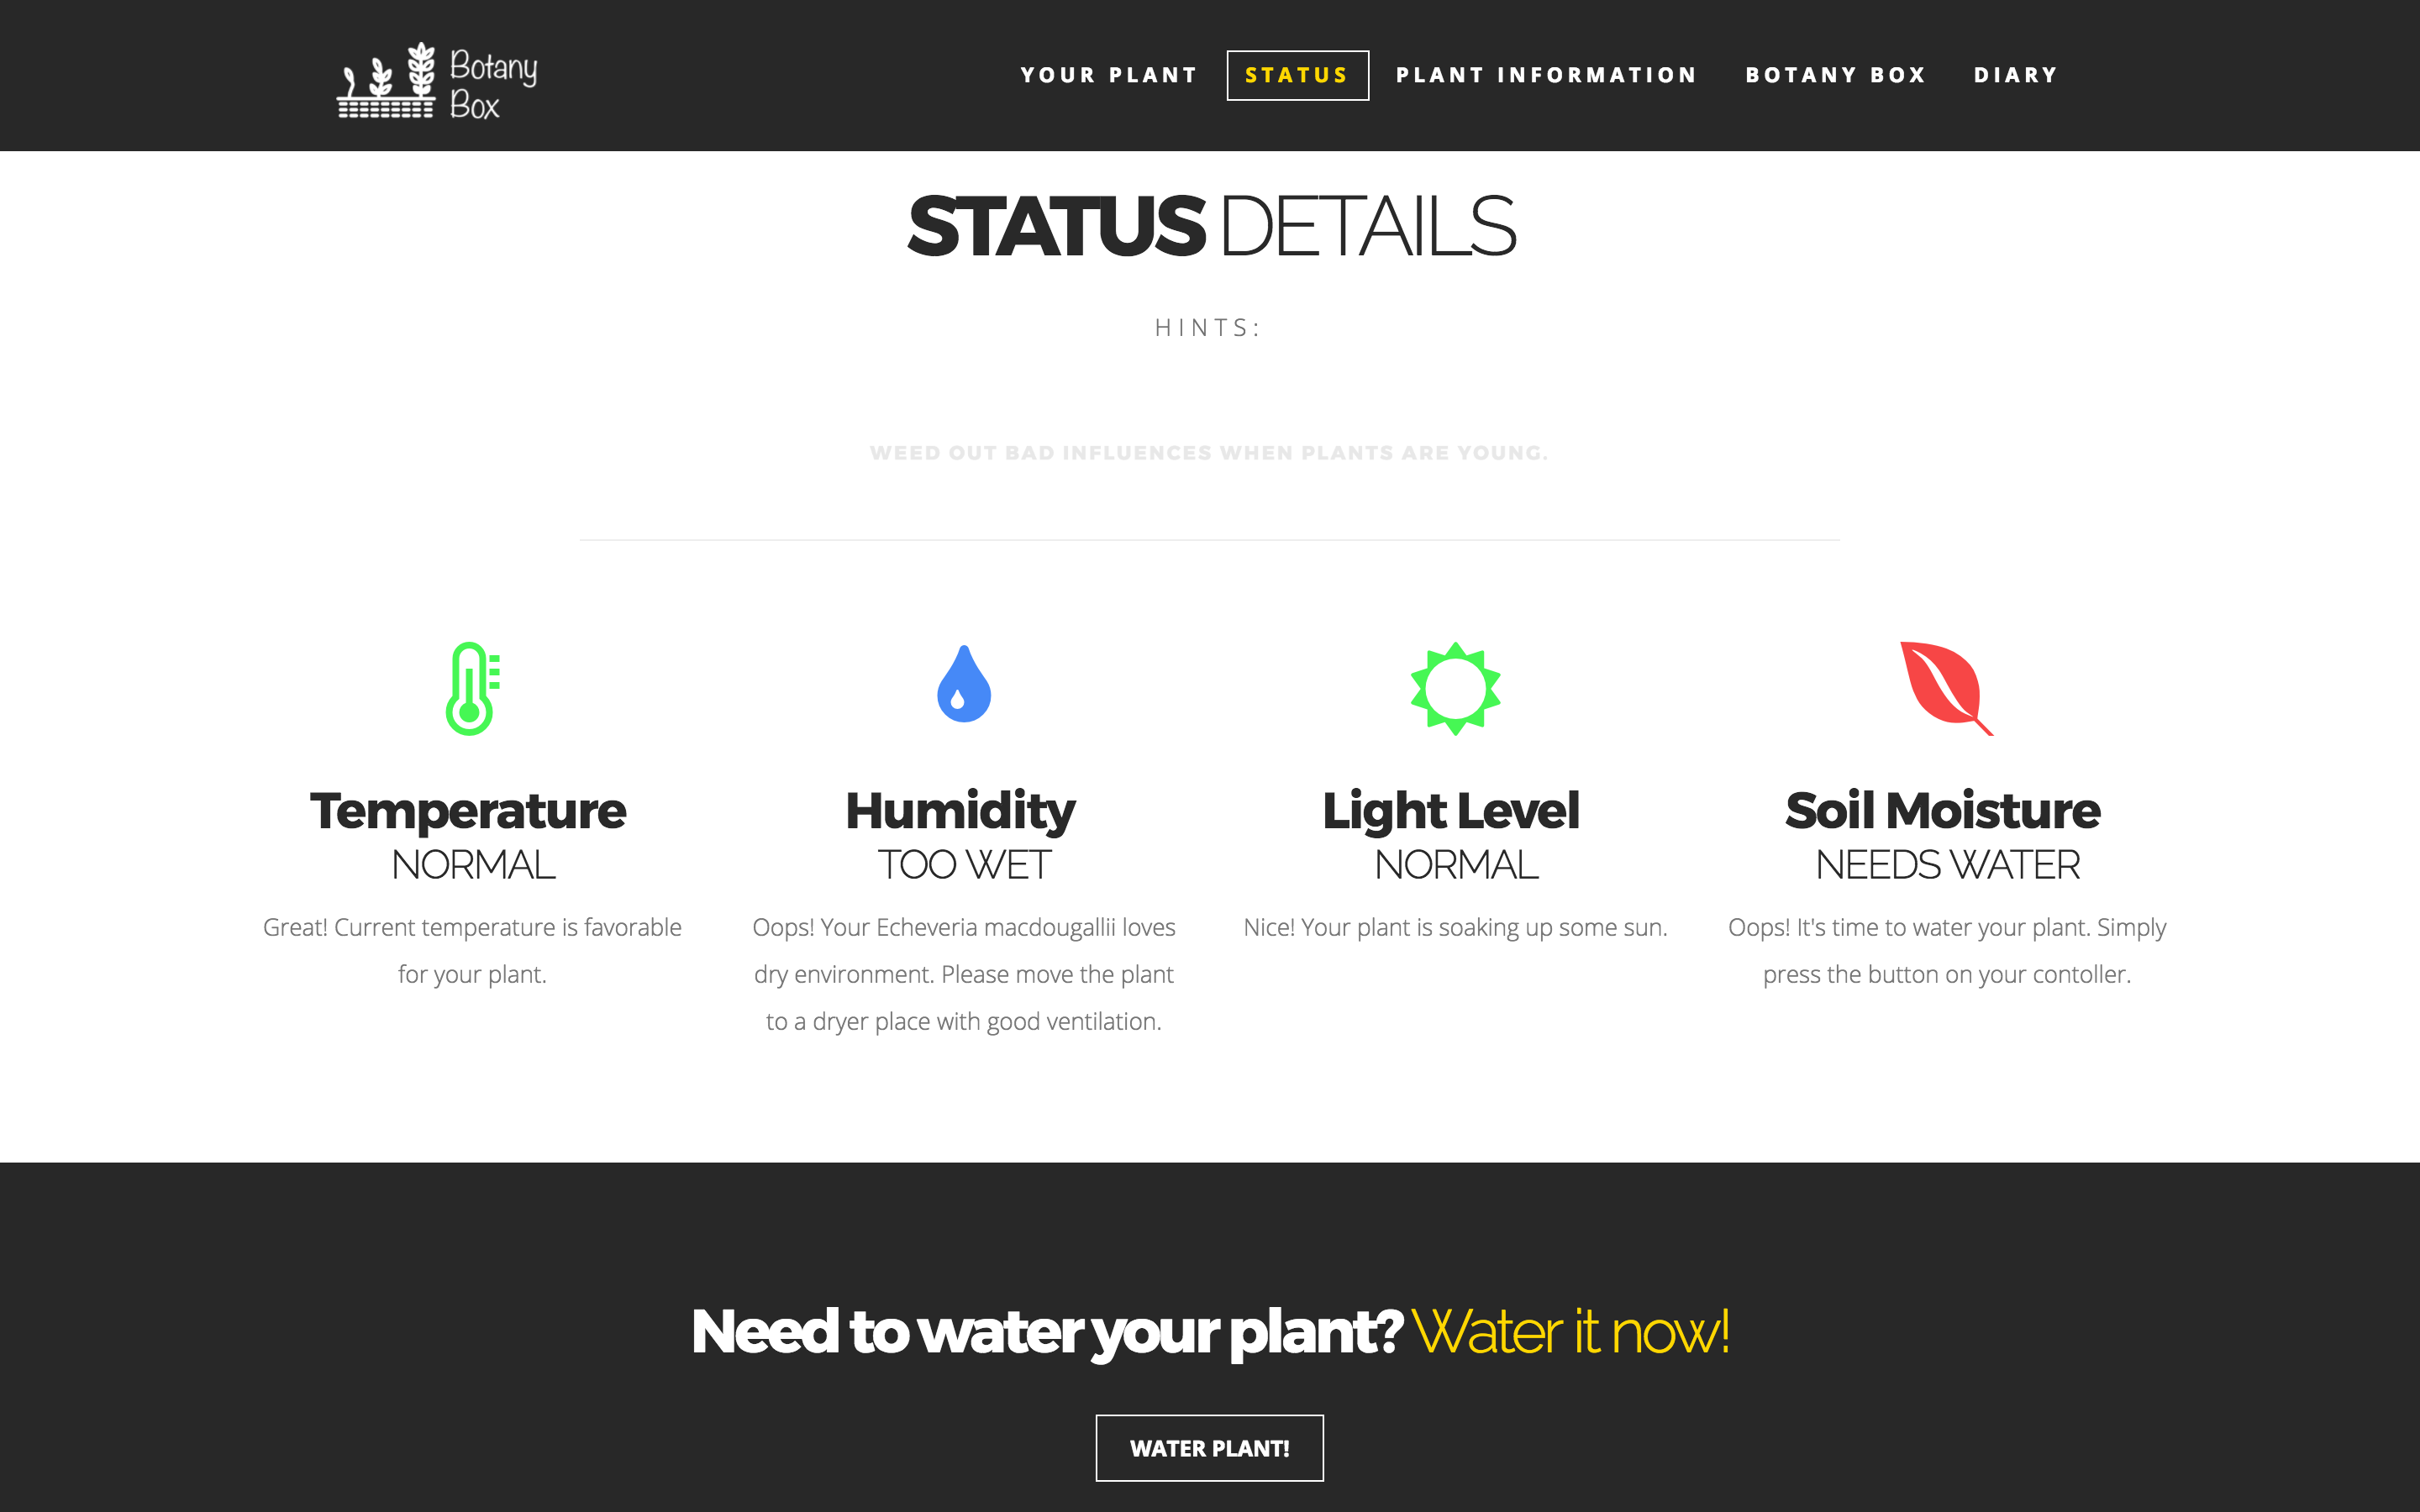 Botany
Box
YOUR PLANT
STATUS
PLANT INFORMATION
BOTANY BOX
DIARY
STATUS DETAILS
HINTS:
WEED OUT BAD INFLUENCES WHEN PLANTS ARE YOUNG.
Temperature
NORMAL
Great! Current temperature is favorable
for your plant.
Humidity
TOO WET
Oops! Your Echeveria macdougallii loves
dry environment. Please move the plant
to a dryer place with good ventilation.
Light Level
NORMAL
Nice! Your plant is soaking up some sun.
Soil Moisture
NEEDS WATER
Oops! It's time to water your plant. Simply
press the button on your contoller.
Need to water your plant? Water it now!
WATER PLANT!